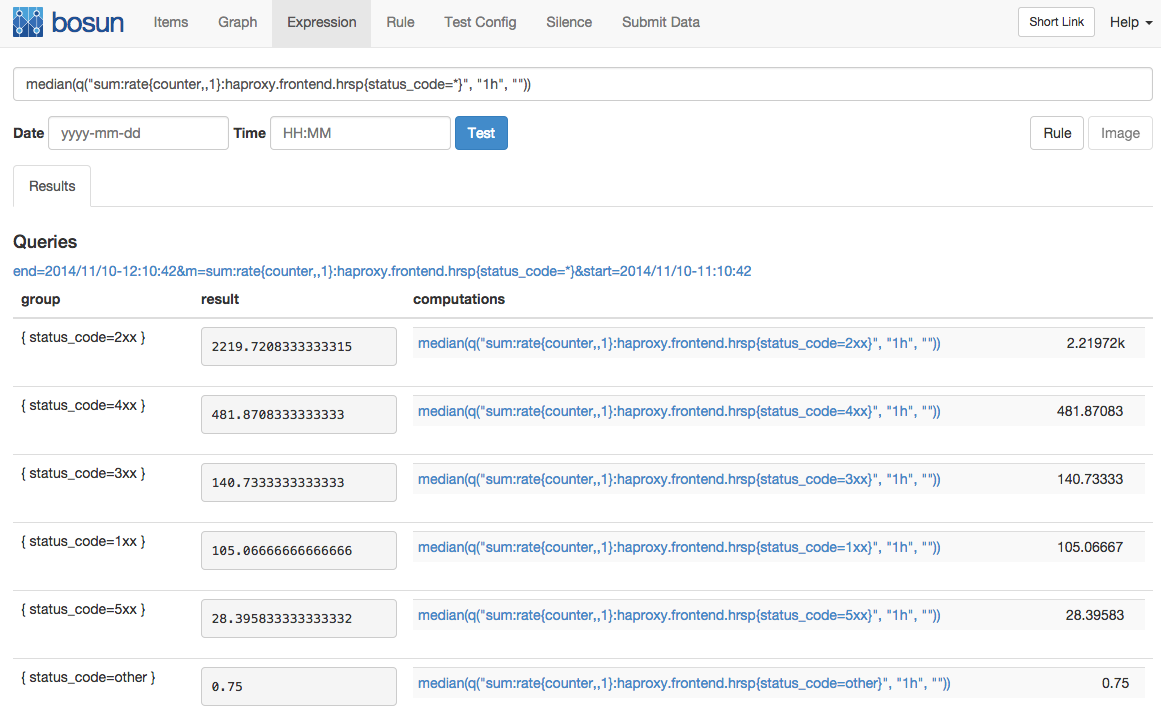 bosun Items Graph Expression Rule Test Config Silence Submit Data Short Link Help
median(q("sum:rate{counter,,1}:haproxy.frontend.hrsp{status_code=*}", "1h", ""))
Date yyyy-mm-dd Time HH:MM Test Rule Image
Results
Queries
end=2014/11/10-12:10:42&m=sum:rate{counter,,1}:haproxy.frontend.hrsp{status_code=*}&start=2014/11/10-11:10:42
group result computations
{ status_code=2xx } 2219.7208333333315 median(q("sum:rate{counter,,1}:haproxy.frontend.hrsp{status_code=2xx}", "1h", "")) 2.21972k
{ status_code=4xx } 481.8708333333333 median(q("sum:rate{counter,,1}:haproxy.frontend.hrsp{status_code=4xx}", "1h", "")) 481.87083
{ status_code=3xx } 140.7333333333333 median(q("sum:rate{counter,,1}:haproxy.frontend.hrsp{status_code=3xx}", "1h", "")) 140.73333
{ status_code=1xx } 105.06666666666666 median(q("sum:rate{counter,,1}:haproxy.frontend.hrsp{status_code=1xx}", "1h", "")) 105.06667
{ status_code=5xx } 28.395833333333332 median(q("sum:rate{counter,,1}:haproxy.frontend.hrsp{status_code=5xx}", "1h", "")) 28.39583
{ status_code=other } 0.75 median(q("sum:rate{counter,,1}:haproxy.frontend.hrsp{status_code=other}", "1h", "")) 0.75